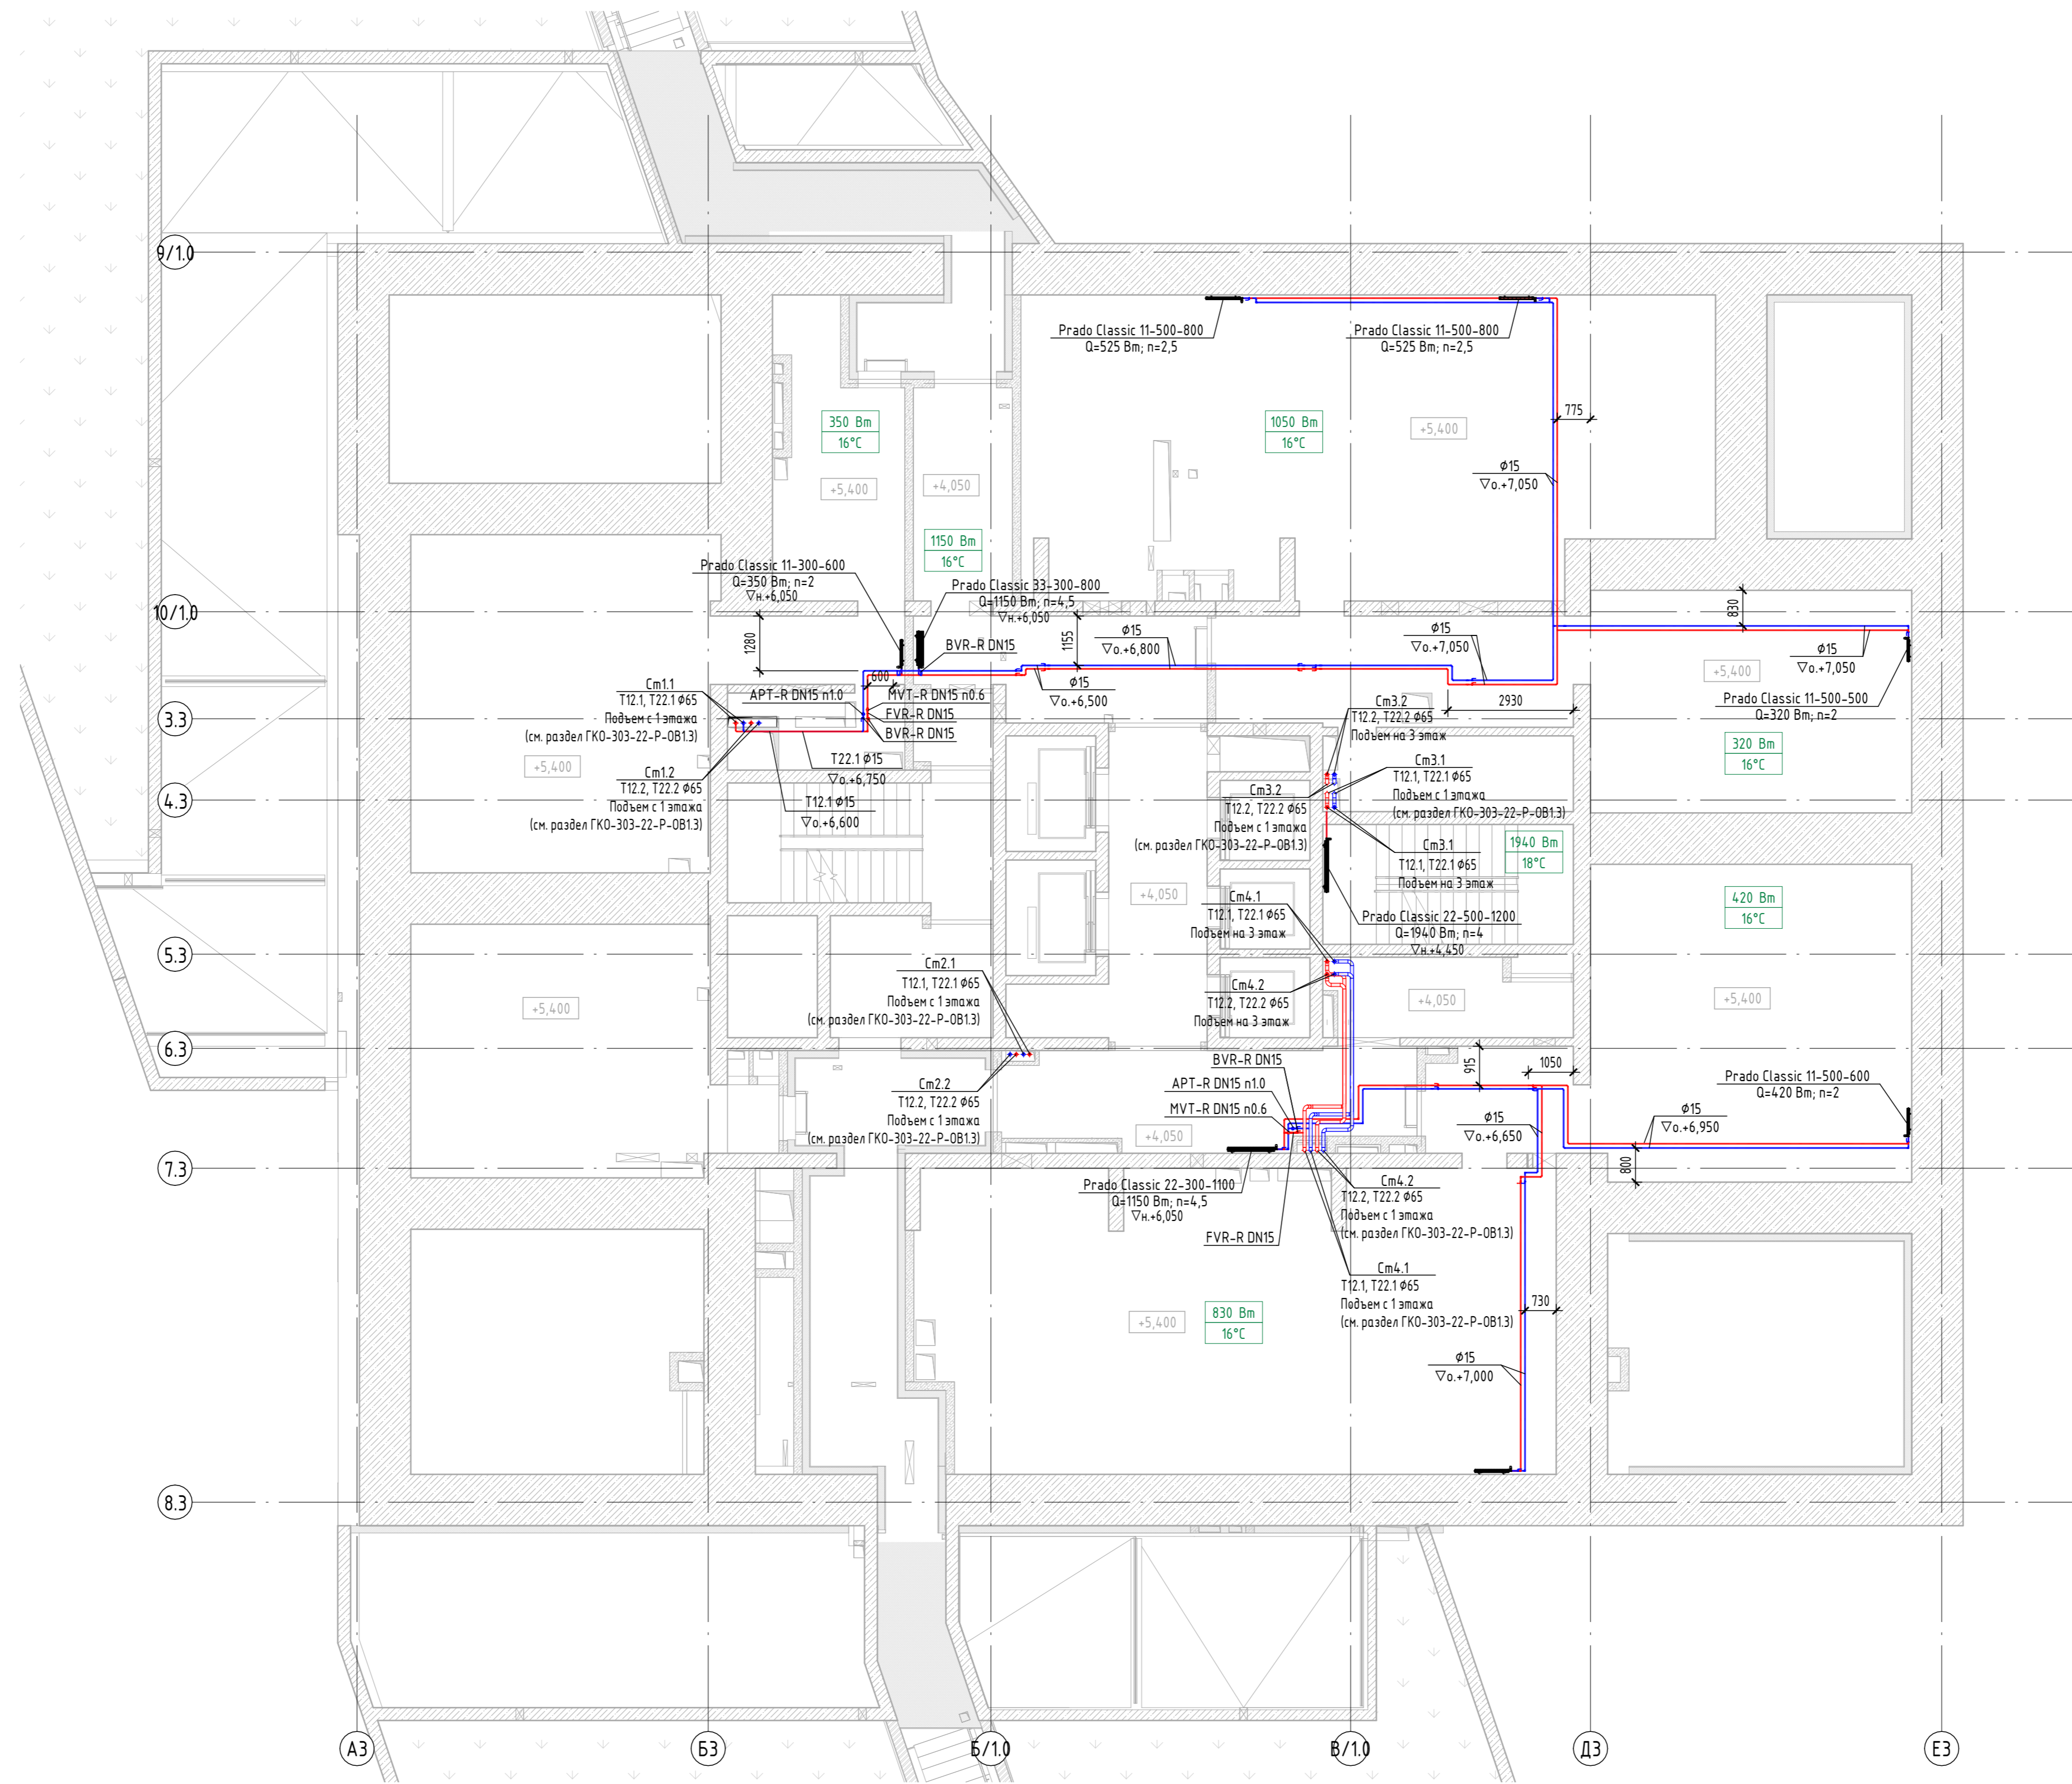 9/1.0
Prado Classic 11-500-800
Q=525 Вт; n=2,5
Prado Classic 11-500-800
Q=525 Вт; n=2,5
775
350 Вт
16°C
1050 Вт
16°C
+5,400
ϕ15
▽о.+7,050
+5,400
+4,050
1150 Вт
16°C
Prado Classic 11-300-600
Q=350 Вт; n=2
▽н.+6,050
Prado Classic 33-300-800
Q=1150 Вт; n=4,5
▽н.+6,050
10/1.0
830
1280
BVR-R DN15
1155
ϕ15
▽о.+6,800
ϕ15
▽о.+7,050
ϕ15
▽о.+7,050
+5,400
600
ϕ15
▽о.+6,500
Ст1.1
Т12.1, Т22.1 ϕ65
Подъем с 1 этажа
(см. раздел ГКО-303-22-Р-ОВ1.3)
APT-R DN15 n1.0
MVT-R DN15 n0.6
FVR-R DN15
BVR-R DN15
2930
Prado Classic 11-500-500
Q=320 Вт; n=2
3.3
Ст3.2
Т12.2, Т22.2 ϕ65
Подъем на 3 этаж
320 Вт
16°C
+5,400
Т22.1 ϕ15
▽о.+6,750
Ст1.2
Т12.2, Т22.2 ϕ65
Подъем с 1 этажа
(см. раздел ГКО-303-22-Р-ОВ1.3)
Т12.1 ϕ15
▽о.+6,600
Ст3.1
Т12.1, Т22.1 ϕ65
Подъем с 1 этажа
(см. раздел ГКО-303-22-Р-ОВ1.3)
Ст3.2
Т12.2, Т22.2 ϕ65
Подъем с 1 этажа
(см. раздел ГКО-303-22-Р-ОВ1.3)
4.3
1940 Вт
18°C
Ст3.1
Т12.1, Т22.1 ϕ65
Подъем на 3 этаж
+4,050
420 Вт
16°C
Ст4.1
Т12.1, Т22.1 ϕ65
Подъем на 3 этаж
Prado Classic 22-500-1200
Q=1940 Вт; n=4
▽н.+4,450
5.3
Ст2.1
Т12.1, Т22.1 ϕ65
Подъем с 1 этажа
(см. раздел ГКО-303-22-Р-ОВ1.3)
Ст4.2
Т12.2, Т22.2 ϕ65
Подъем на 3 этаж
+5,400
+4,050
+5,400
6.3
BVR-R DN15
915
1050
Ст2.2
Т12.2, Т22.2 ϕ65
Подъем с 1 этажа
(см. раздел ГКО-303-22-Р-ОВ1.3)
APT-R DN15 n1.0
MVT-R DN15 n0.6
Prado Classic 11-500-600
Q=420 Вт; n=2
ϕ15
▽о.+6,650
ϕ15
▽о.+6,950
+4,050
7.3
800
Prado Classic 22-300-1100
Q=1150 Вт; n=4,5
▽н.+6,050
Ст4.2
Т12.2, Т22.2 ϕ65
Подъем с 1 этажа
(см. раздел ГКО-303-22-Р-ОВ1.3)
FVR-R DN15
Ст4.1
Т12.1, Т22.1 ϕ65
Подъем с 1 этажа
(см. раздел ГКО-303-22-Р-ОВ1.3)
+5,400
830 Вт
16°C
730
ϕ15
▽о.+7,000
8.3
А3
Б3
Б/1.0
В/1.0
Д3
Е3